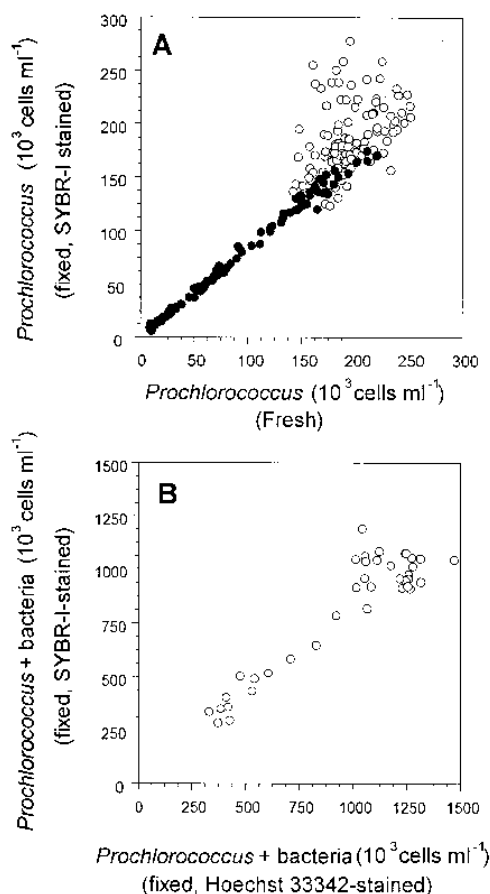 A
Prochlorococcus (10³ cells ml⁻¹)
(fixed, SYBR-I stained)
300
250
200
150
100
50
0
0 50 100 150 200 250 300
Prochlorococcus (10³ cells ml⁻¹)
(Fresh)
B
Prochlorococcus + bacteria (10³ cells ml⁻¹)
(fixed, SYBR-I-stained)
1500
1250
1000
750
500
250
0
0 250 500 750 1000 1250 1500
Prochlorococcus + bacteria (10³ cells ml⁻¹)
(fixed, Hoechst 33342-stained)